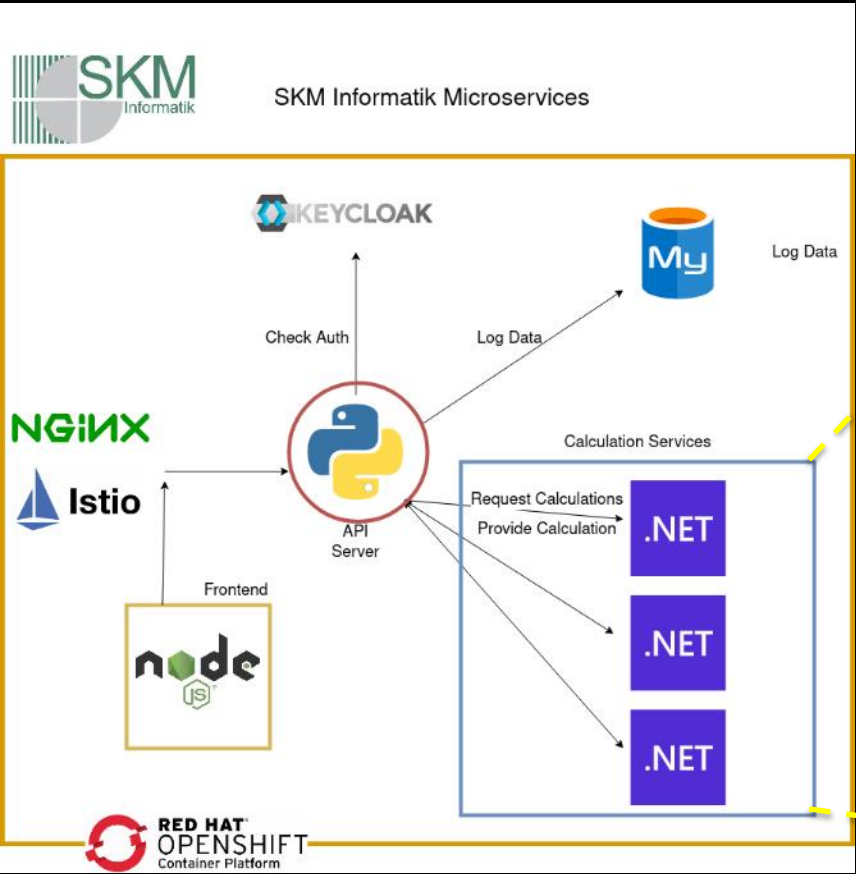 SKM
Informatik
SKM Informatik Microservices
KEYCLOAK
My
Log Data
Check Auth
Log Data
NGiNX
Istio
API
Server
Calculation Services
Request Calculations
Provide Calculation
.NET
.NET
.NET
Frontend
node
JS
RED HAT
OPENSHIFT
Container Platform